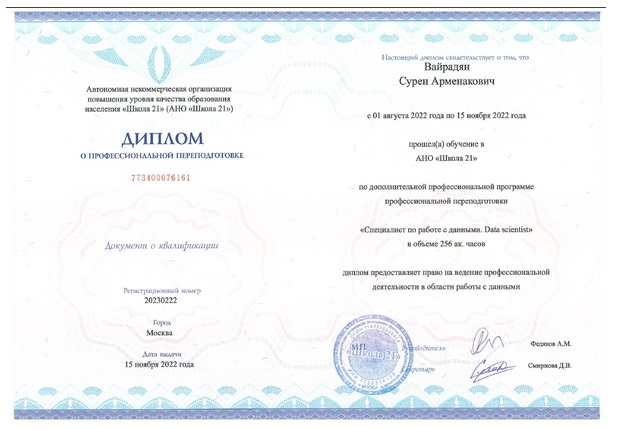 Автономная некоммерческая организация
повышения уровня качества образования
населения «Школа 21» (АНО «Школа 21»)
ДИПЛОМ
О ПРОФЕССИОНАЛЬНОЙ ПЕРЕПОДГОТОВКЕ
773400076161
Документ о квалификации
Регистрационный номер
20230222
Город
Москва
Дата выдачи
15 ноября 2022 года
Настоящий диплом свидетельствует о том, что
Вайрадян
Сурен Арменакович
с 01 августа 2022 года по 15 ноября 2022 года
прошел(а) обучение в
АНО «Школа 21»
по дополнительной профессиональной программе
профессиональной переподготовки
«Специалист по работе с данными. Data scientist»
в объеме 256 ак. часов
диплом предоставляет право на ведение профессиональной
деятельности в области работы с данными
М.П.
"Школа 21"
Руководитель
Федянов А.М.
Секретарь
Смирнова Д.В.